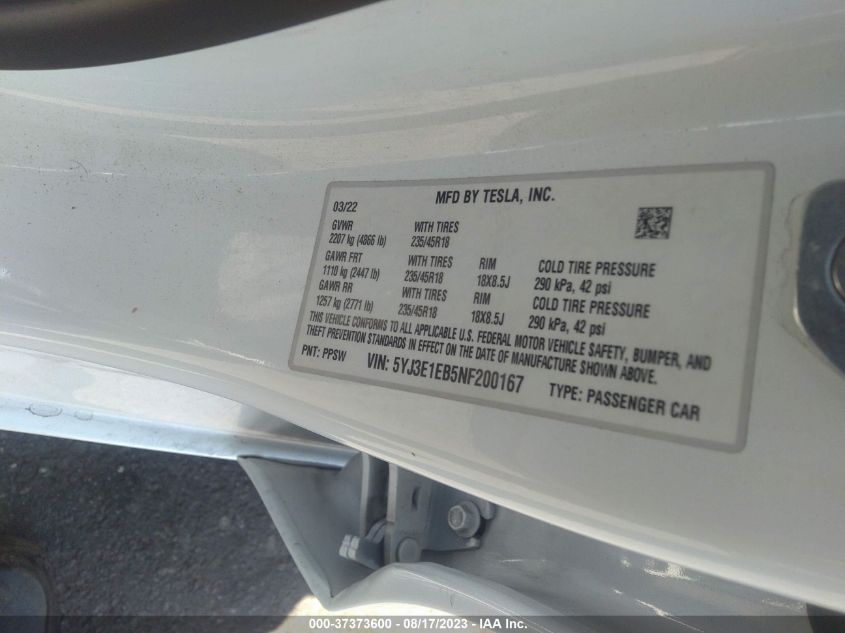 MFD BY TESLA, INC.
03/22
GVWR WITH TIRES
2207 kg (4866 lb) 235/45R18
GAWR FRT WITH TIRES RIM COLD TIRE PRESSURE
1110 kg (2447 lb) 235/45R18 18X8.5J 290 kPa, 42 psi
GAWR RR WITH TIRES RIM COLD TIRE PRESSURE
1257 kg (2771 lb) 235/45R18 18X8.5J 290 kPa, 42 psi
THIS VEHICLE CONFORMS TO ALL APPLICABLE U.S. FEDERAL MOTOR VEHICLE SAFETY, BUMPER, AND
THEFT PREVENTION STANDARDS IN EFFECT ON THE DATE OF MANUFACTURE SHOWN ABOVE.
PNT: PPSW VIN: 5YJ3E1EB5NF200167 TYPE: PASSENGER CAR
000-37373600 — 08/17/2023 — IAA Inc.